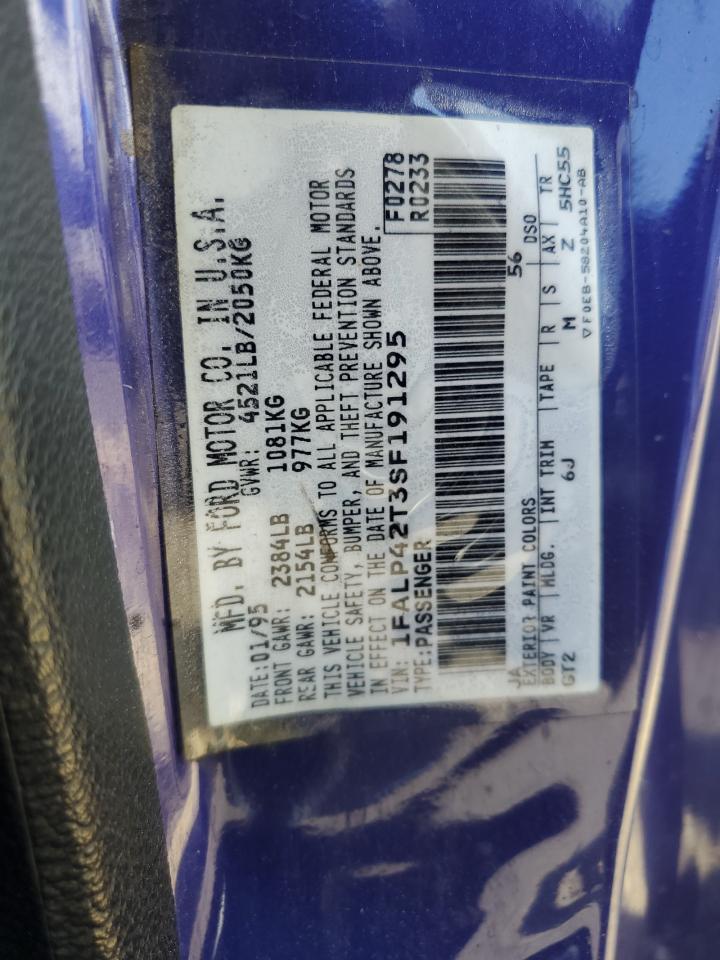 MFD. BY FORD MOTOR CO. IN U.S.A.
DATE: 01/95 GVWR: 4521LB/2050KG
FRONT GAWR: 2384LB 1081KG
REAR GAWR: 2154LB 977KG
THIS VEHICLE CONFORMS TO ALL APPLICABLE FEDERAL MOTOR
VEHICLE SAFETY, BUMPER, AND THEFT PREVENTION STANDARDS
IN EFFECT ON THE DATE OF MANUFACTURE SHOWN ABOVE.
VIN: 1FALP42T3SF191295 F0278
TYPE: PASSENGER R0233
JA 56
EXTERIOR PAINT COLORS DSO
BODY VR MLDG. INT TRIM TAPE R S AX TR
GT2 6J M Z 5HC55
▽F0EB-58204A10-AB